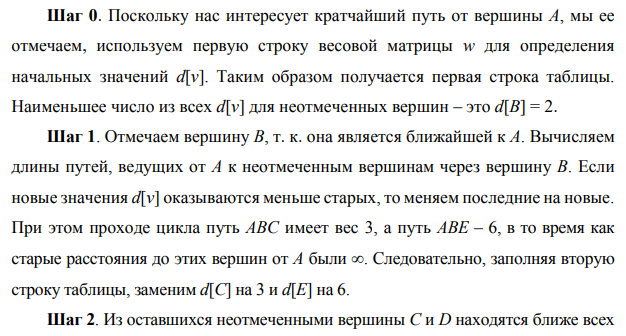 Шаг 0. Поскольку нас интересует кратчайший путь от вершины A, мы ее
отмечаем, используем первую строку весовой матрицы w для определения
начальных значений d[v]. Таким образом получается первая строка таблицы.
Наименьшее число из всех d[v] для неотмеченных вершин – это d[B] = 2.
Шаг 1. Отмечаем вершину B, т. к. она является ближайшей к A. Вычисляем
длины путей, ведущих от A к неотмеченным вершинам через вершину B. Если
новые значения d[v] оказываются меньше старых, то меняем последние на новые.
При этом проходе цикла путь ABC имеет вес 3, а путь ABE – 6, в то время как
старые расстояния до этих вершин от A были ∞. Следовательно, заполняя вторую
строку таблицы, заменим d[C] на 3 и d[E] на 6.
Шаг 2. Из оставшихся неотмеченными вершины C и D находятся ближе всех